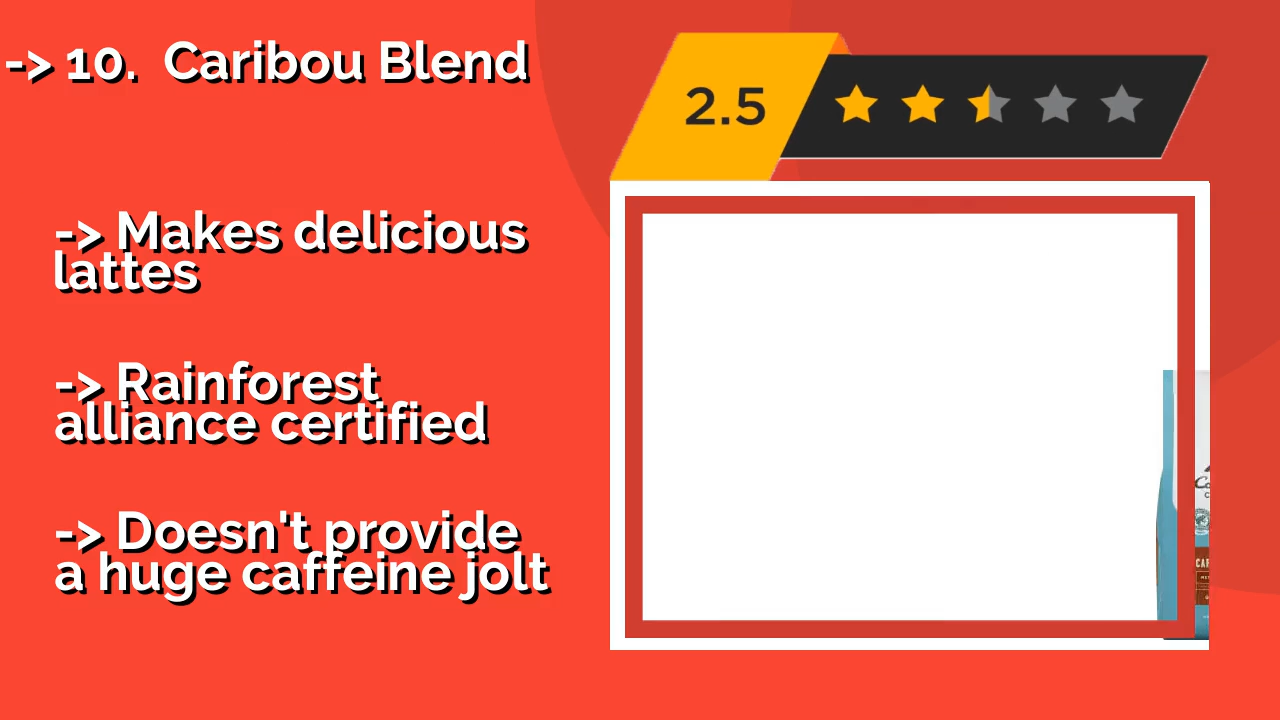 -> 10.  Caribou Blend
2.5
-> Makes delicious
lattes
-> Rainforest
alliance certified
-> Doesn't provide
a huge caffeine jolt